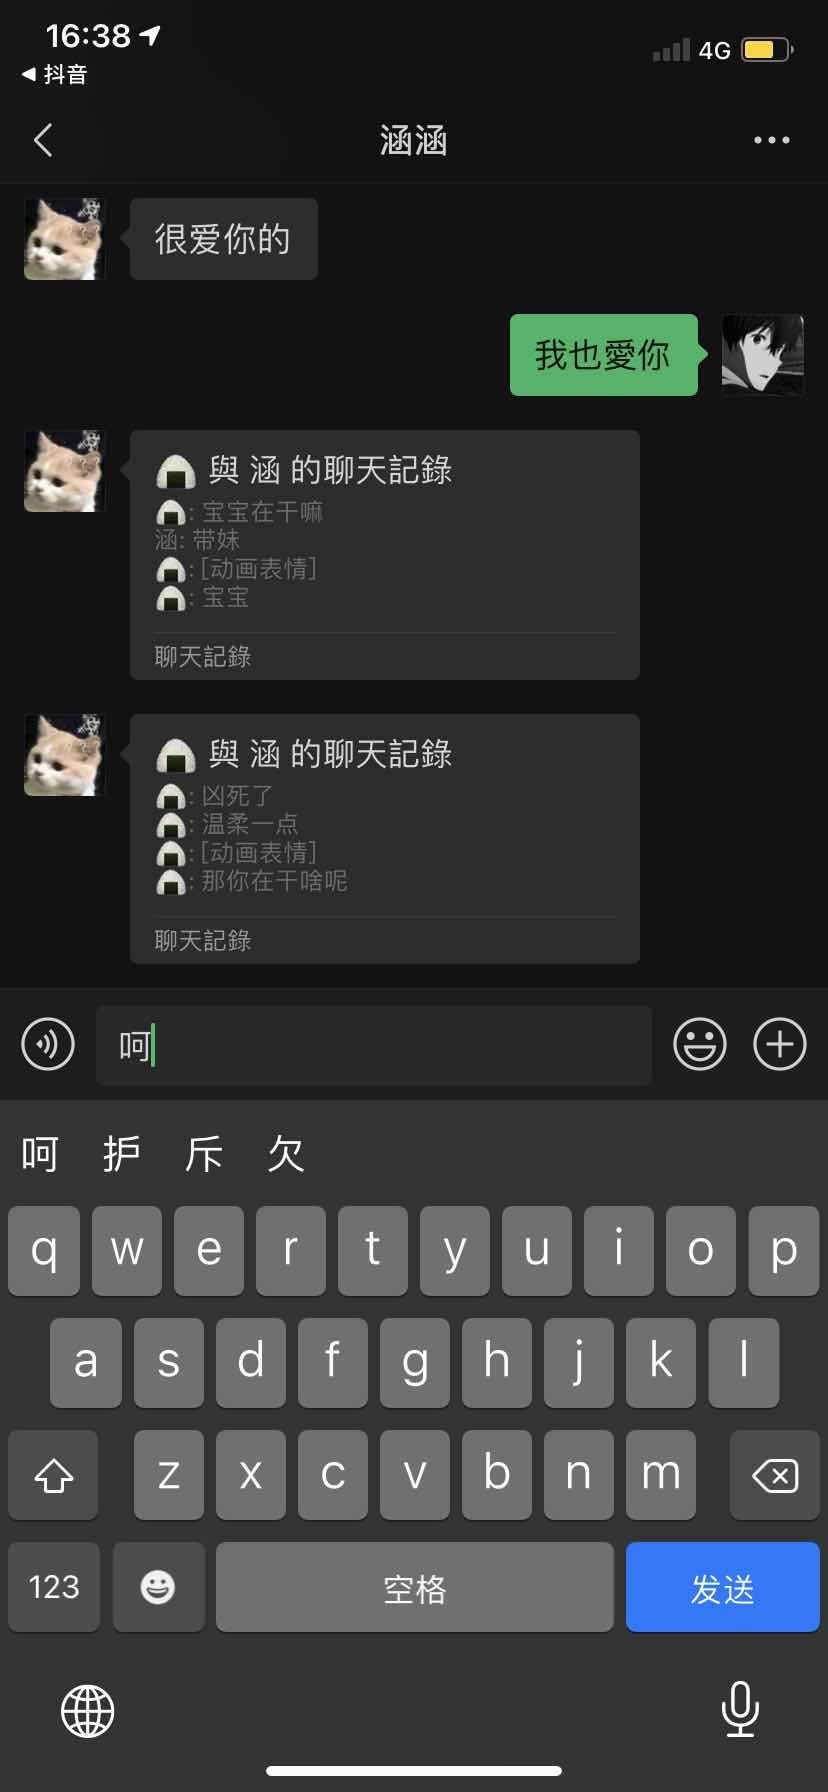 16:38
4G
抖音
涵涵
很爱你的
我也愛你
🍙 與 涵 的聊天記錄
🍙: 宝宝在干嘛
涵: 带妹
🍙: [动画表情]
🍙: 宝宝
聊天記錄
🍙 與 涵 的聊天記錄
🍙: 凶死了
🍙: 温柔一点
🍙: [动画表情]
🍙: 那你在干啥呢
聊天記錄
呵
呵 护 斥 欠
q w e r t y u i o p
a s d f g h j k l
z x c v b n m
123 空格 发送